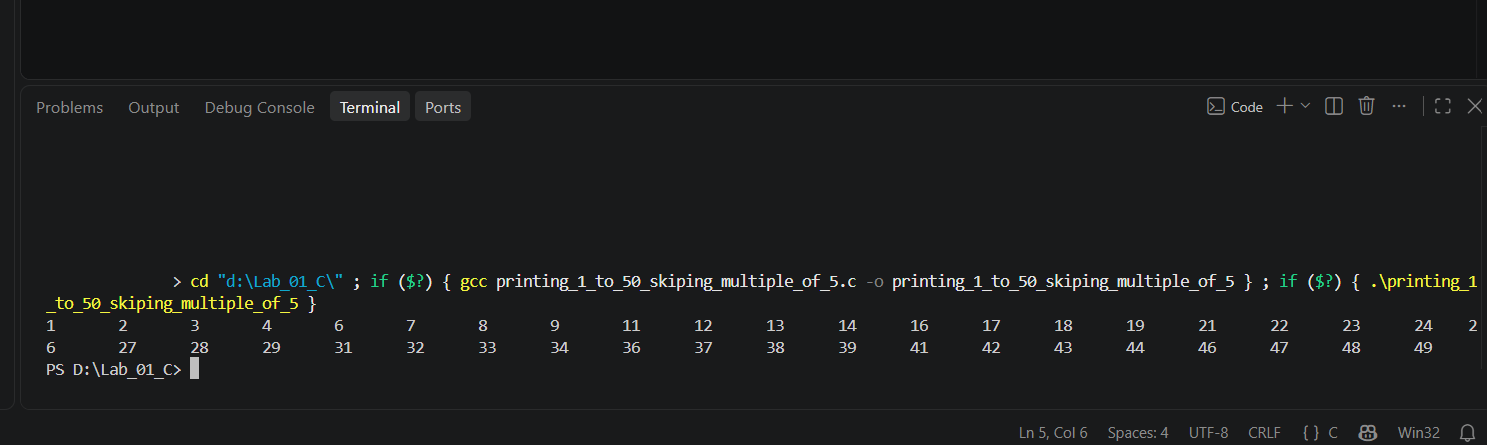 Problems Output Debug Console Terminal Ports Code
> cd "d:\Lab_01_C\" ; if ($?) { gcc printing_1_to_50_skiping_multiple_of_5.c -o printing_1_to_50_skiping_multiple_of_5 } ; if ($?) { .\printing_1
_to_50_skiping_multiple_of_5 }
1 2 3 4 6 7 8 9 11 12 13 14 16 17 18 19 21 22 23 24 2
6 27 28 29 31 32 33 34 36 37 38 39 41 42 43 44 46 47 48 49
PS D:\Lab_01_C>
Ln 5, Col 6 Spaces: 4 UTF-8 CRLF { } C Win32